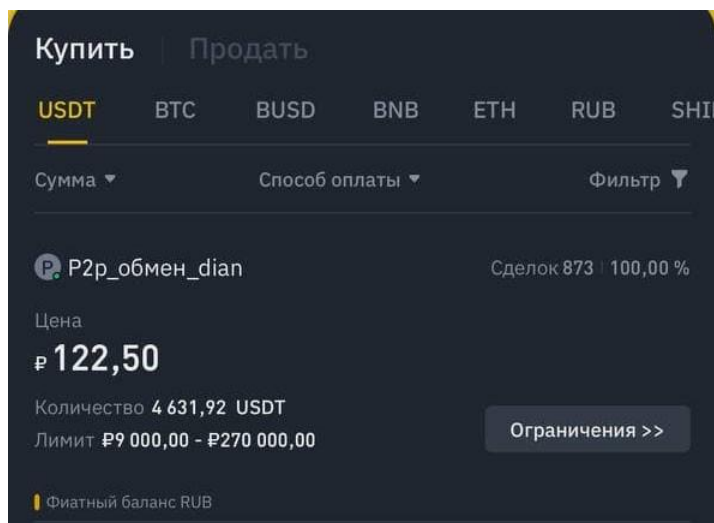 Купить Продать
USDT BTC BUSD BNB ETH RUB SHI
Сумма Способ оплаты Фильтр
P P2p_обмен_dian Сделок 873 100,00 %
Цена
₽ 122,50
Количество 4 631,92 USDT
Лимит ₽9 000,00 - ₽270 000,00 Ограничения >>
Фиатный баланс RUB